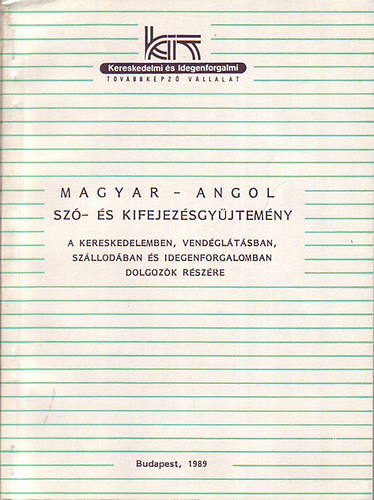 KIT
Kereskedelmi és Idegenforgalmi
TOVÁBBKÉPZŐ VÁLLALAT
MAGYAR - ANGOL
SZÓ- ÉS KIFEJEZÉSGYŰJTEMÉNY
A KERESKEDELEMBEN, VENDÉGLÁTÁSBAN,
SZÁLLODÁBAN ÉS IDEGENFORGALOMBAN
DOLGOZÓK RÉSZÉRE
Budapest, 1989